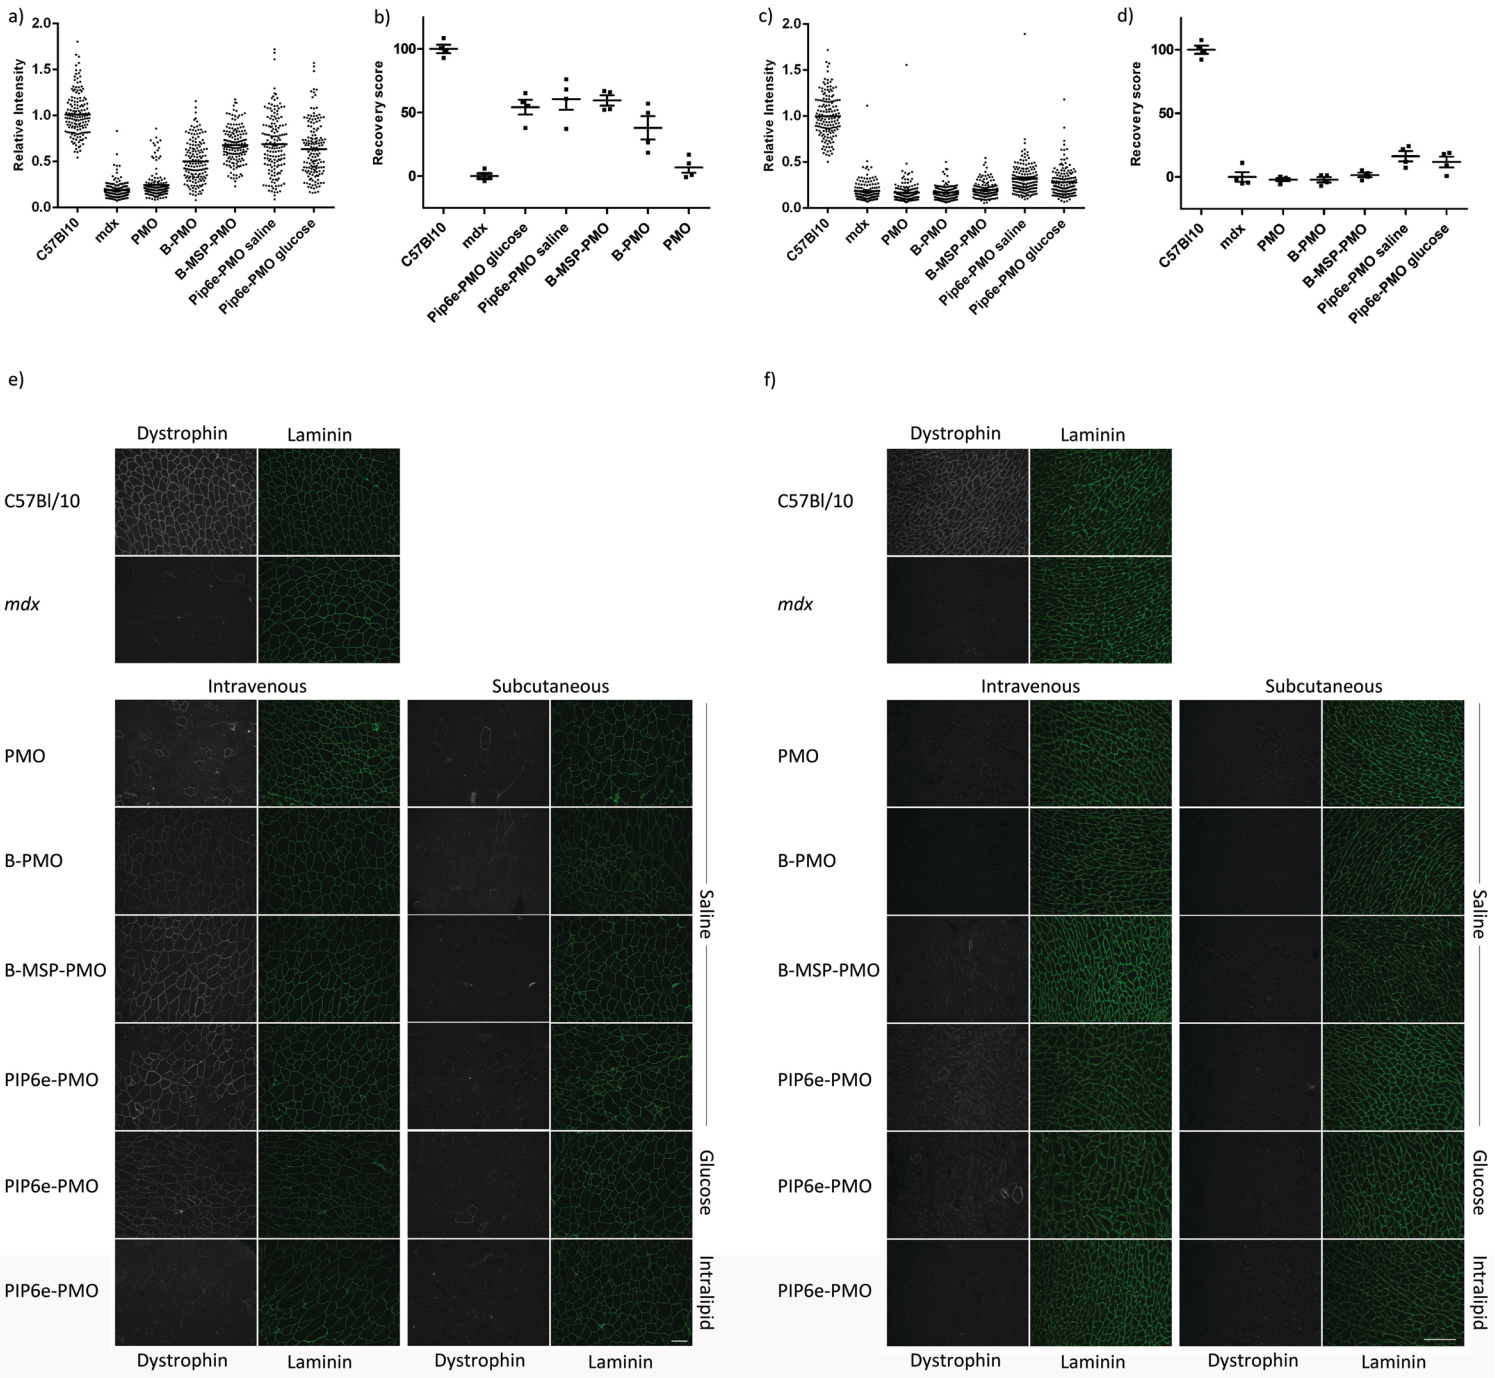 a)
Relative Intensity
2.0
1.5
1.0
0.5
0.0
C57Bl10
mdx
PMO
B-PMO
B-MSP-PMO
Pip6e-PMO saline
Pip6e-PMO glucose
b)
Recovery score
100
50
0
C57Bl10
mdx
Pip6e-PMO glucose
Pip6e-PMO saline
B-MSP-PMO
B-PMO
PMO
c)
Relative Intensity
2.0
1.5
1.0
0.5
0.0
C57Bl10
mdx
PMO
B-PMO
B-MSP-PMO
Pip6e-PMO saline
Pip6e-PMO glucose
d)
Recovery score
100
50
0
C57Bl10
mdx
PMO
B-PMO
B-MSP-PMO
Pip6e-PMO saline
Pip6e-PMO glucose
e)
Dystrophin Laminin
C57Bl/10
mdx
Intravenous Subcutaneous
PMO
B-PMO
B-MSP-PMO
PIP6e-PMO
PIP6e-PMO
PIP6e-PMO
Saline
Glucose
Intralipid
Dystrophin Laminin Dystrophin Laminin
f)
Dystrophin Laminin
C57Bl/10
mdx
Intravenous Subcutaneous
PMO
B-PMO
B-MSP-PMO
PIP6e-PMO
PIP6e-PMO
PIP6e-PMO
Saline
Glucose
Intralipid
Dystrophin Laminin Dystrophin Laminin